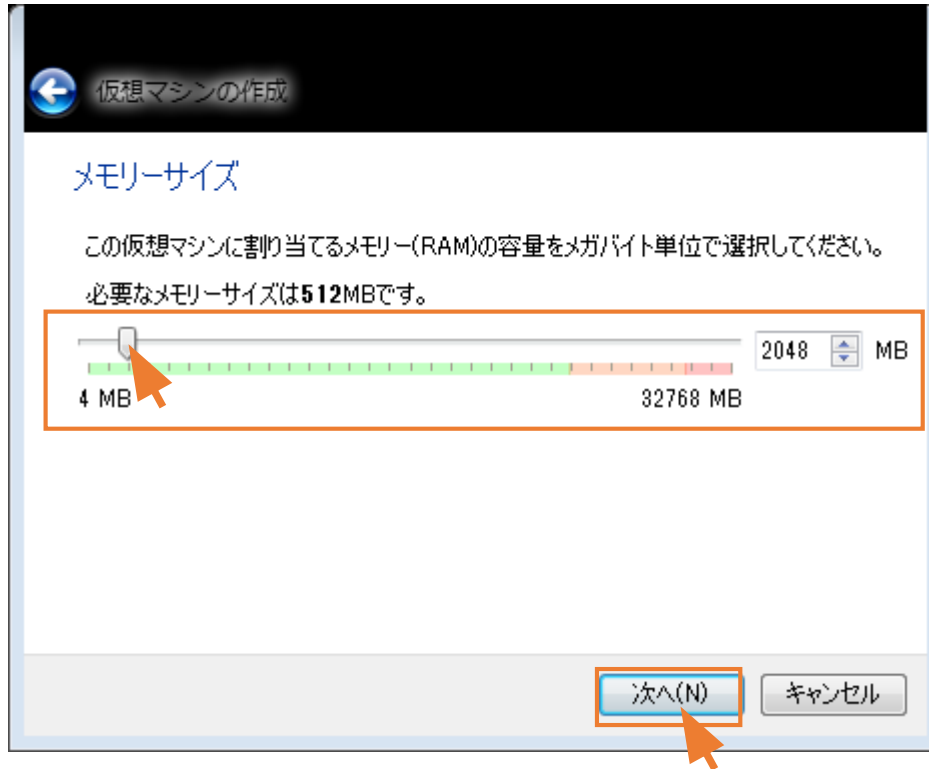 仮想マシンの作成
メモリーサイズ
この仮想マシンに割り当てるメモリー(RAM)の容量をメガバイト単位で選択してください。
必要なメモリーサイズは512MBです。
2048 MB
4 MB 32768 MB
次へ(N) キャンセル